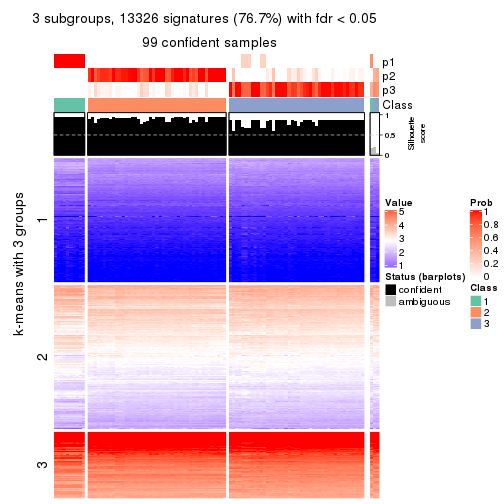 3 subgroups, 13326 signatures (76.7%) with fdr < 0.05
99 confident samples
p1
p2
p3
Class
1
0.5
0
Silhouette
score
k-means with 3 groups
1
2
3
Value
5
4
3
2
1
Status (barplots)
confident
ambiguous
Prob
1
0.8
0.6
0.4
0.2
0
Class
1
2
3